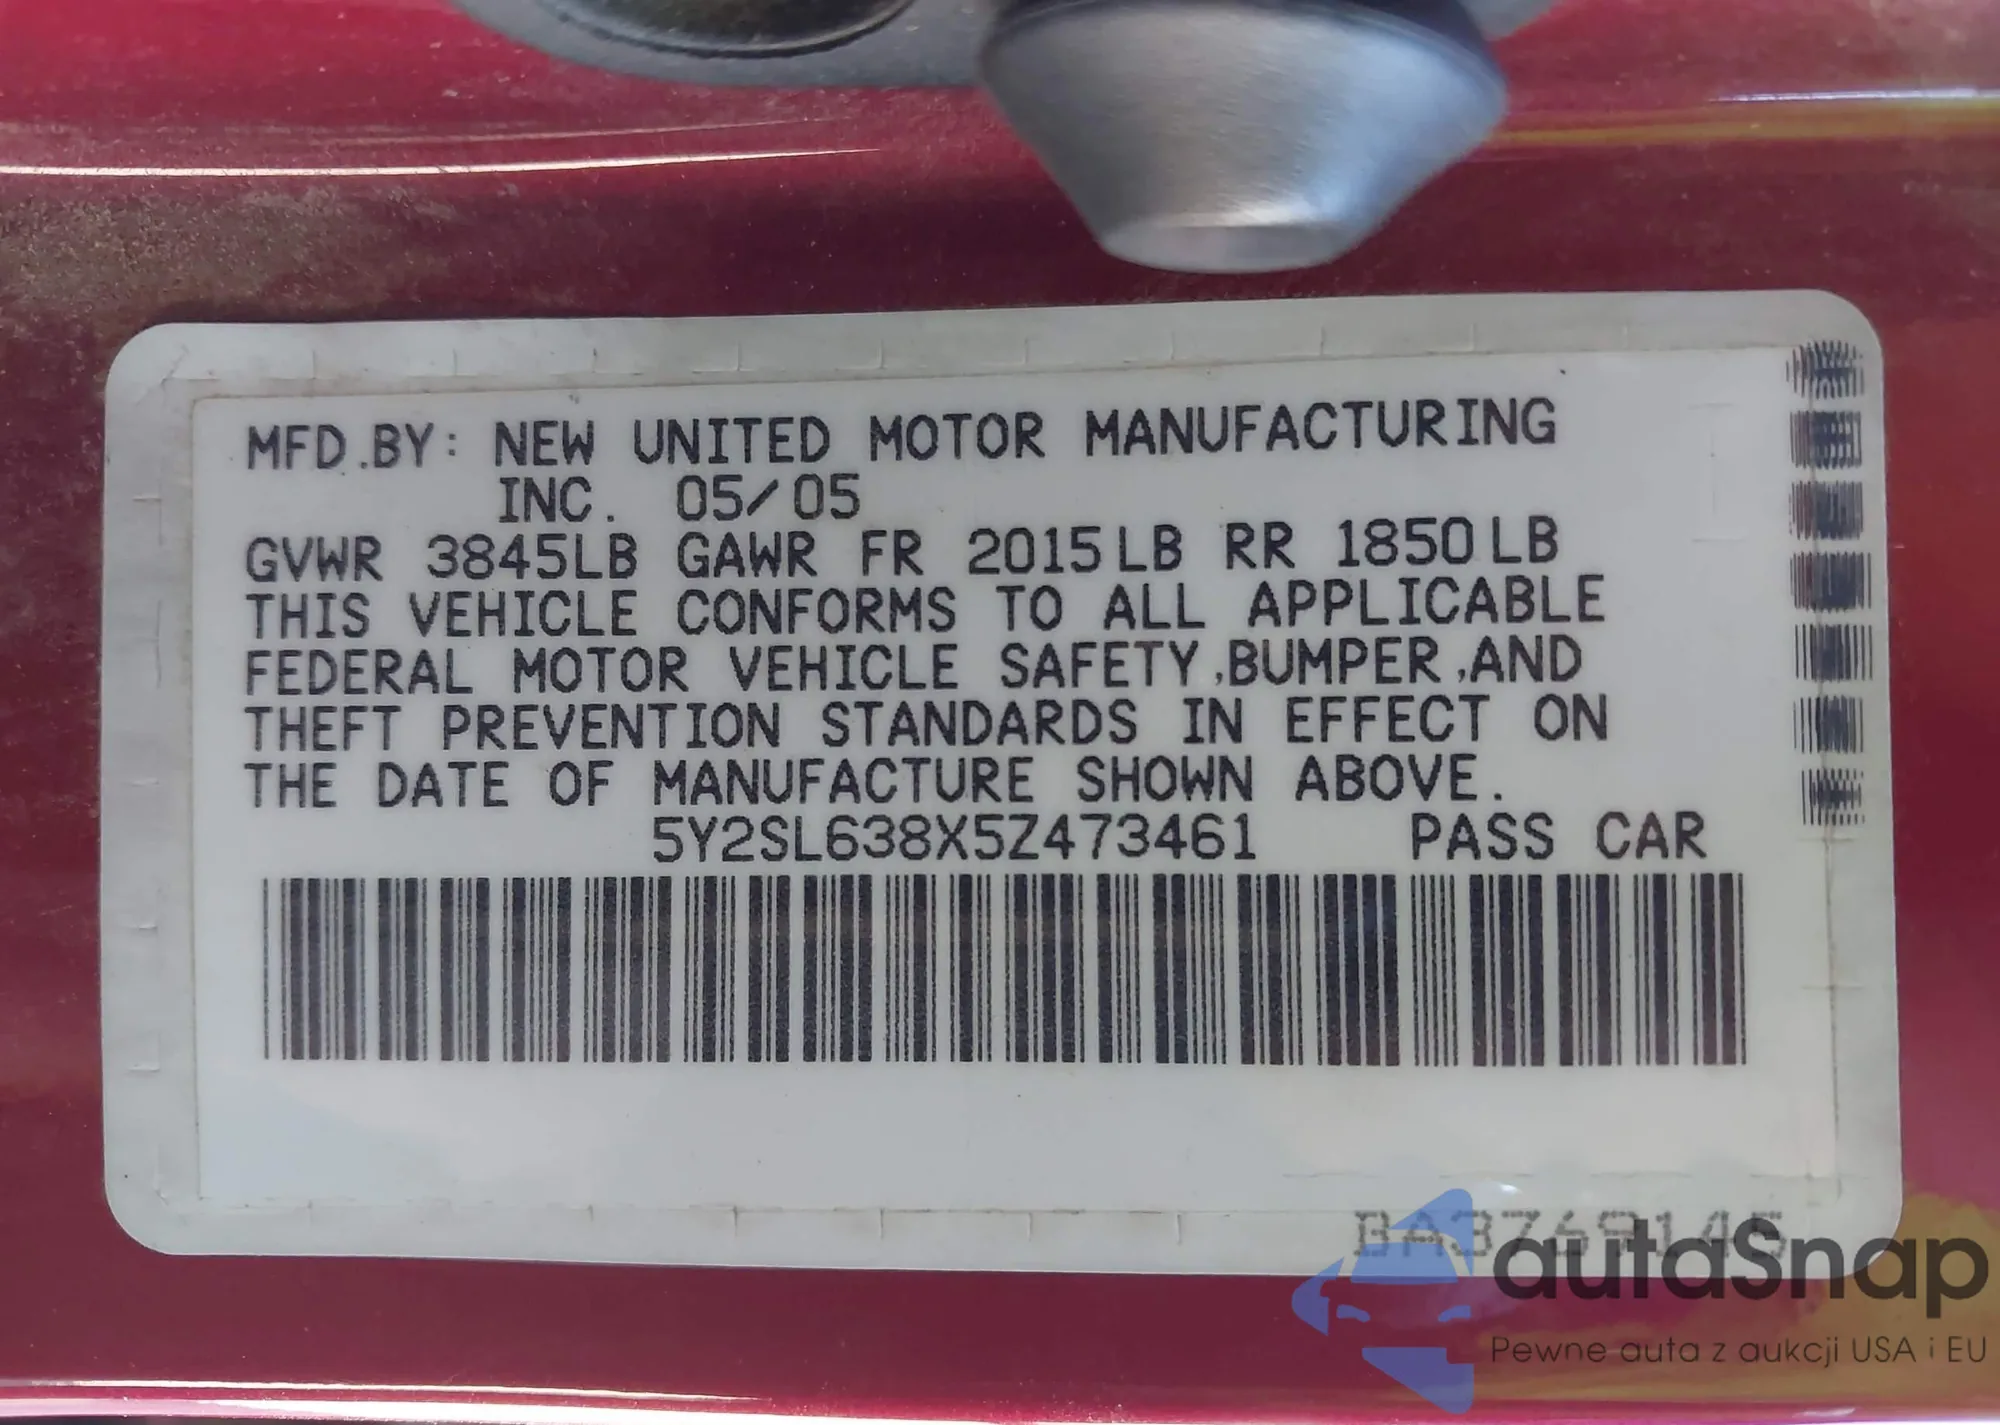 MFD.BY: NEW UNITED MOTOR MANUFACTURING
INC. 05/05
GVWR 3845LB GAWR FR 2015LB RR 1850LB
THIS VEHICLE CONFORMS TO ALL APPLICABLE
FEDERAL MOTOR VEHICLE SAFETY,BUMPER,AND
THEFT PREVENTION STANDARDS IN EFFECT ON
THE DATE OF MANUFACTURE SHOWN ABOVE.
5Y2SL638X5Z473461 PASS CAR
BA3769145
autoSnap
Pewne auta z aukcji USA i EU